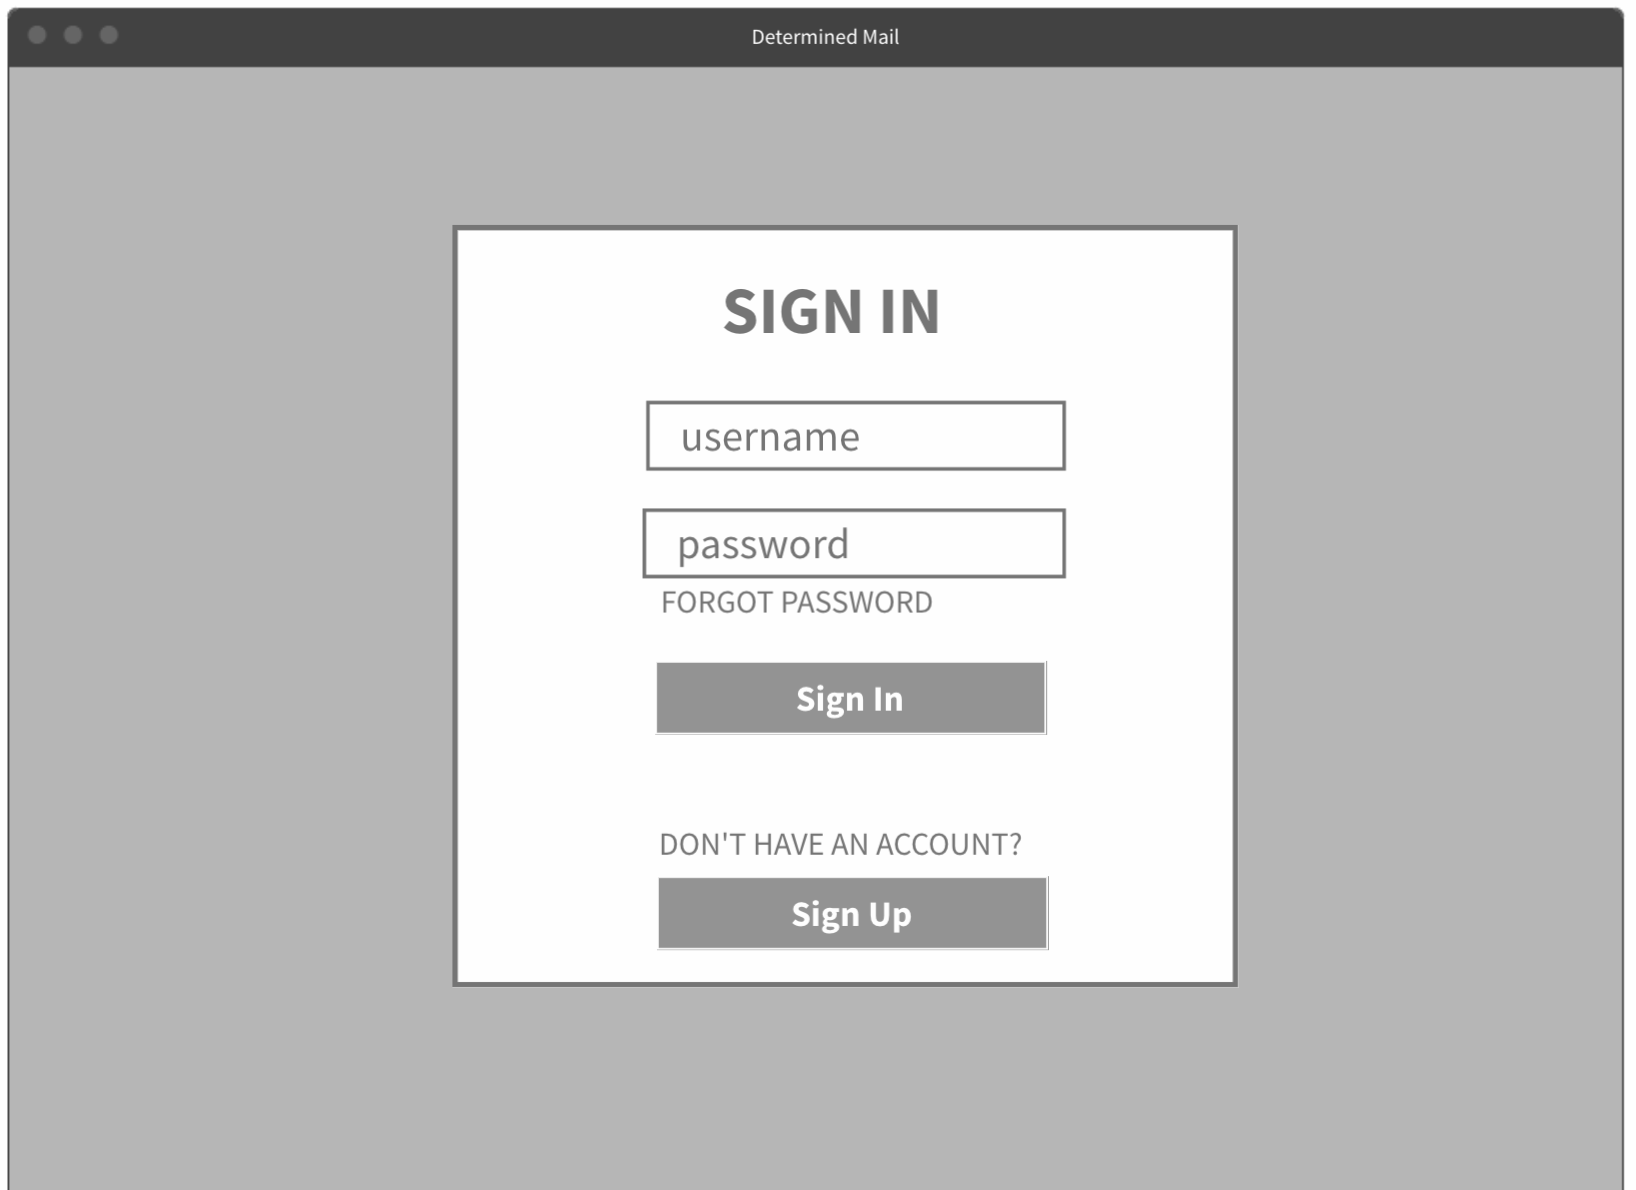 Determined Mail
SIGN IN
username
password
FORGOT PASSWORD
Sign In
DON'T HAVE AN ACCOUNT?
Sign Up